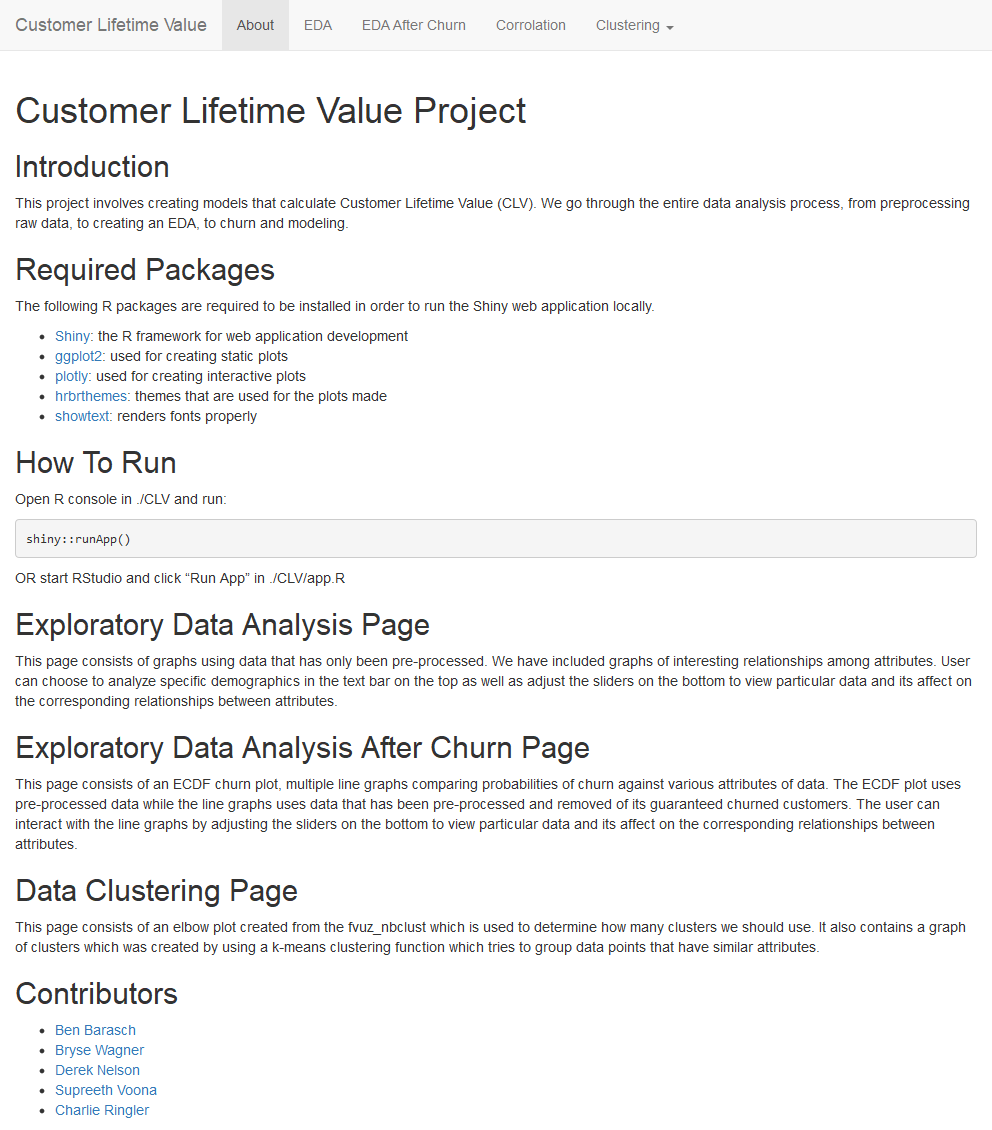 Customer Lifetime Value About EDA EDA After Churn Corrolation Clustering
Customer Lifetime Value Project
Introduction
This project involves creating models that calculate Customer Lifetime Value (CLV). We go through the entire data analysis process, from preprocessing
raw data, to creating an EDA, to churn and modeling.
Required Packages
The following R packages are required to be installed in order to run the Shiny web application locally.
• Shiny: the R framework for web application development
• ggplot2: used for creating static plots
• plotly: used for creating interactive plots
• hrbrthemes: themes that are used for the plots made
• showtext: renders fonts properly
How To Run
Open R console in ./CLV and run:
shiny::runApp()
OR start RStudio and click “Run App” in ./CLV/app.R
Exploratory Data Analysis Page
This page consists of graphs using data that has only been pre-processed. We have included graphs of interesting relationships among attributes. User
can choose to analyze specific demographics in the text bar on the top as well as adjust the sliders on the bottom to view particular data and its affect on
the corresponding relationships between attributes.
Exploratory Data Analysis After Churn Page
This page consists of an ECDF churn plot, multiple line graphs comparing probabilities of churn against various attributes of data. The ECDF plot uses
pre-processed data while the line graphs uses data that has been pre-processed and removed of its guaranteed churned customers. The user can
interact with the line graphs by adjusting the sliders on the bottom to view particular data and its affect on the corresponding relationships between
attributes.
Data Clustering Page
This page consists of an elbow plot created from the fvuz_nbclust which is used to determine how many clusters we should use. It also contains a graph
of clusters which was created by using a k-means clustering function which tries to group data points that have similar attributes.
Contributors
• Ben Barasch
• Bryse Wagner
• Derek Nelson
• Supreeth Voona
• Charlie Ringler